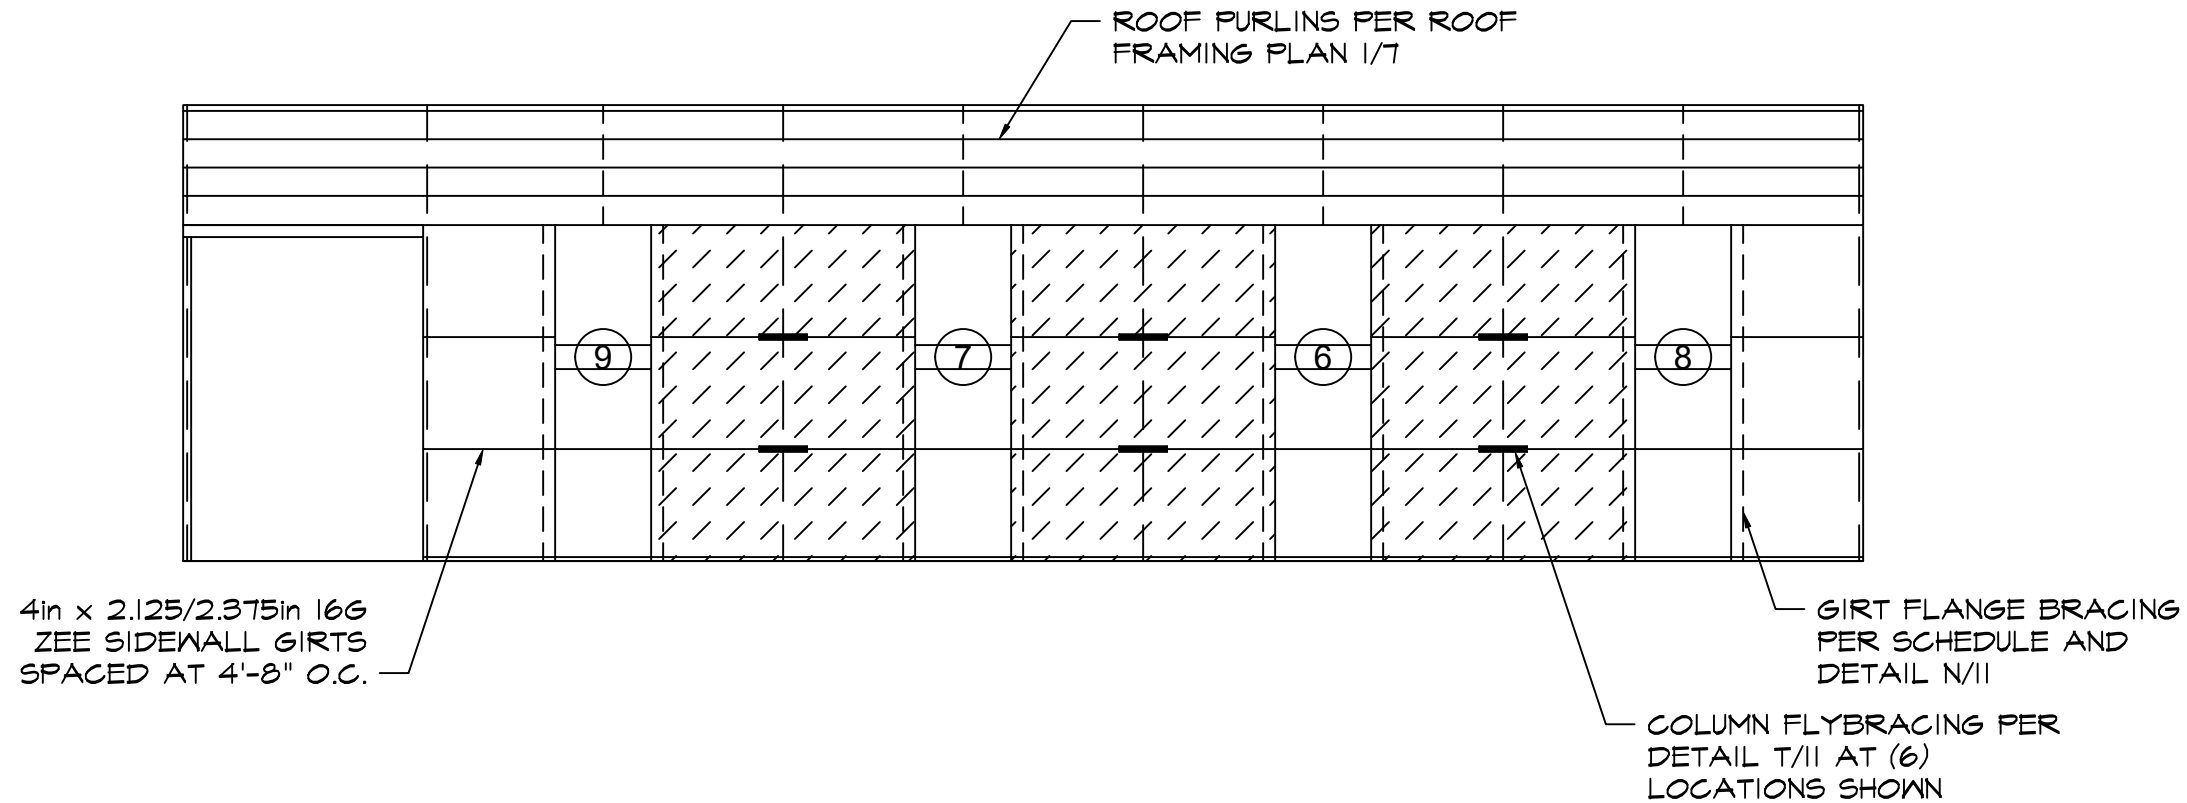 ROOF PURLINS PER ROOF
FRAMING PLAN 1/7
9
7
6
8
4in x 2.125/2.375in 16G
ZEE SIDEWALL GIRTS
SPACED AT 4'-8" O.C.
GIRT FLANGE BRACING
PER SCHEDULE AND
DETAIL N/11
COLUMN FLYBRACING PER
DETAIL T/11 AT (6)
LOCATIONS SHOWN